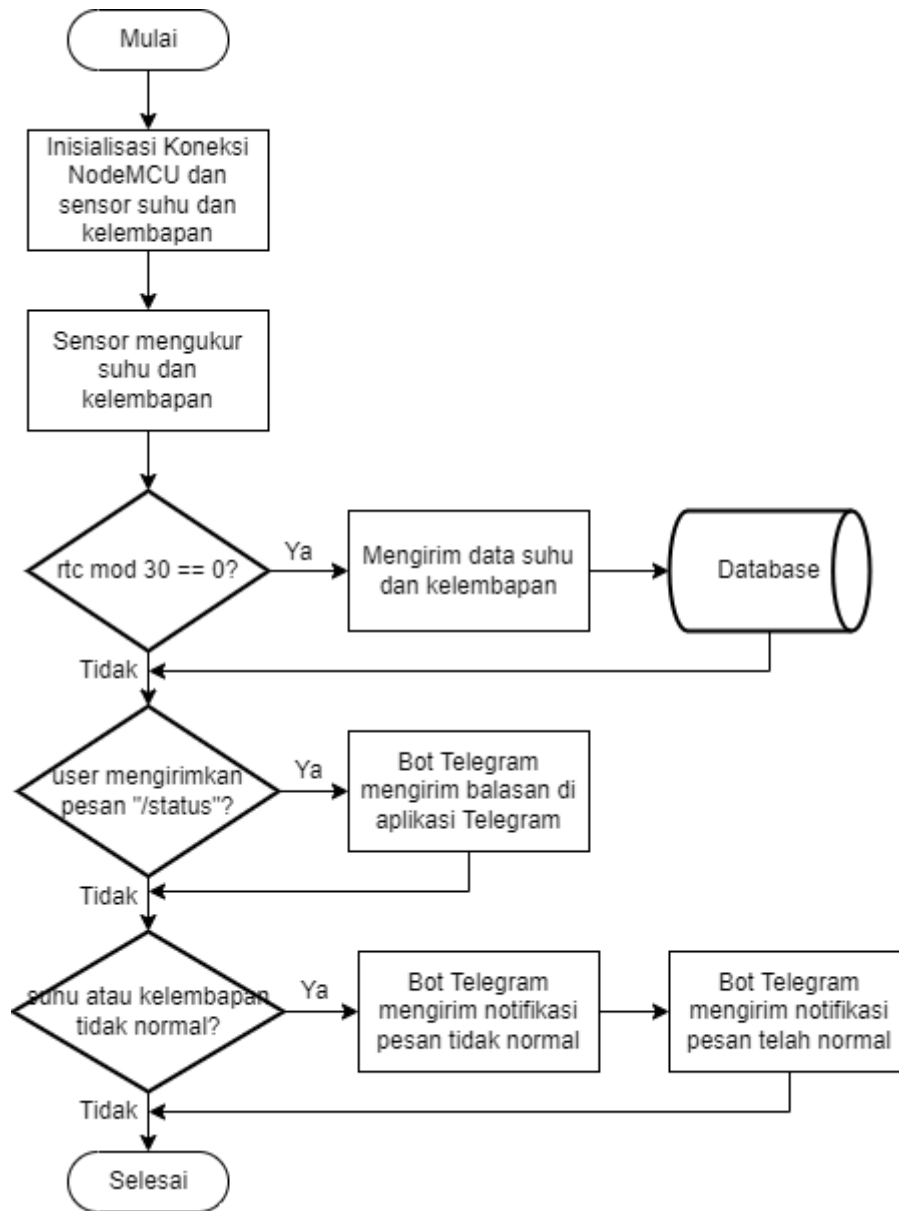 Mulai
Inisialisasi Koneksi
NodeMCU dan
sensor suhu dan
kelembapan
Sensor mengukur
suhu dan
kelembapan
rtc mod 30 == 0?
Ya
Mengirim data suhu
dan kelembapan
Database
Tidak
user mengirimkan
pesan "/status"?
Ya
Bot Telegram
mengirim balasan di
aplikasi Telegram
Tidak
suhu atau kelembapan
tidak normal?
Ya
Bot Telegram
mengirim notifikasi
pesan tidak normal
Bot Telegram
mengirim notifikasi
pesan telah normal
Tidak
Selesai